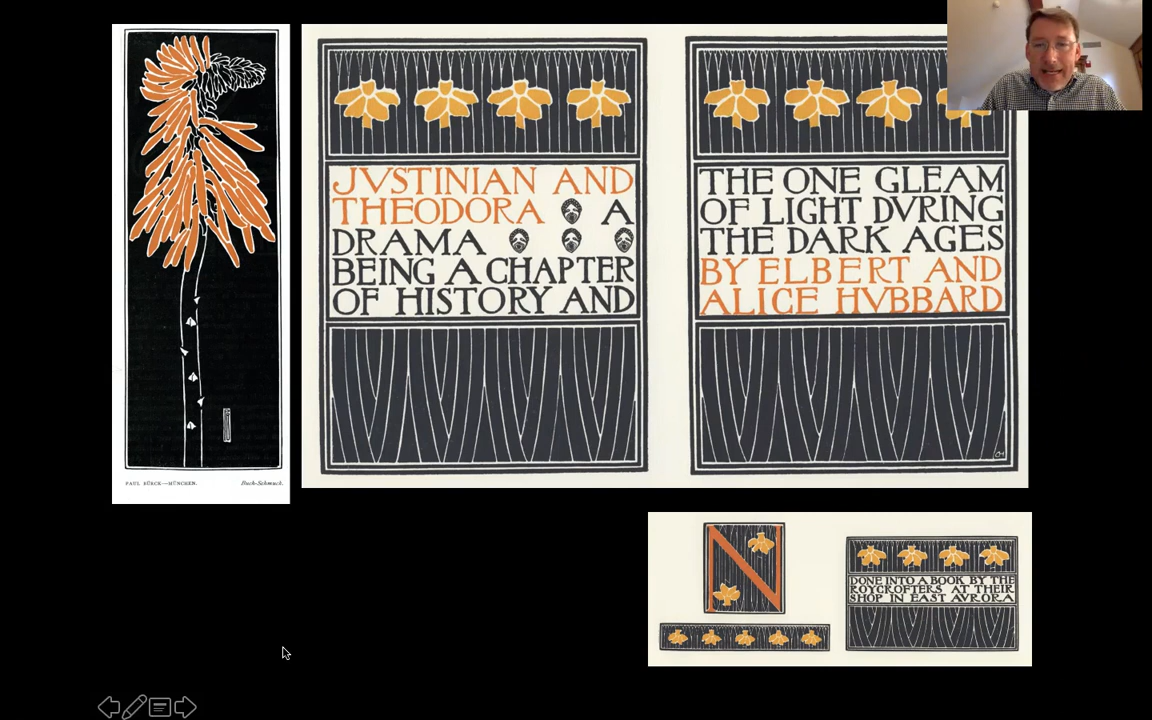 PAUL BÜRCK—MÜNCHEN.
Buch-Schmuck.
JVSTINIAN AND
THEODORA A
DRAMA
BEING A CHAPTER
OF HISTORY AND
THE ONE GLEAM
OF LIGHT DVRING
THE DARK AGES
BY ELBERT AND
ALICE HVBBARD
N
DONE INTO A BOOK BY THE
ROYCROFTERS AT THEIR
SHOP IN EAST AVRORA